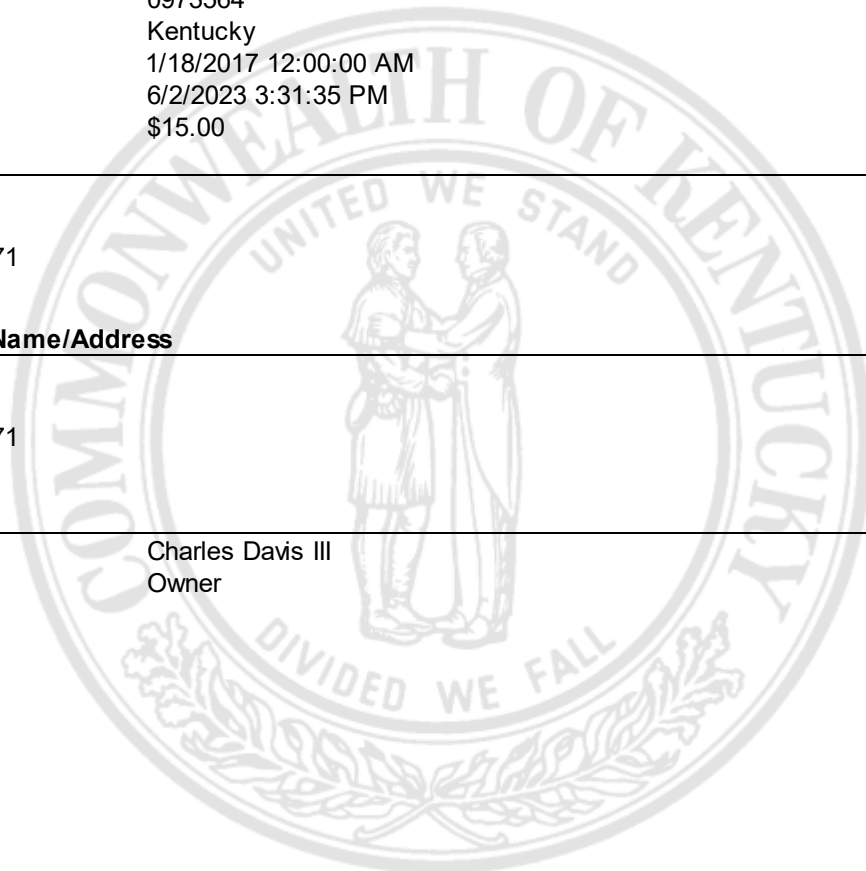 0973564
Kentucky
1/18/2017 12:00:00 AM
6/2/2023 3:31:35 PM
$15.00
71
Name/Address
71
Charles Davis III
Owner
COMMONWEALTH OF KENTUCKY
UNITED WE STAND
DIVIDED WE FALL